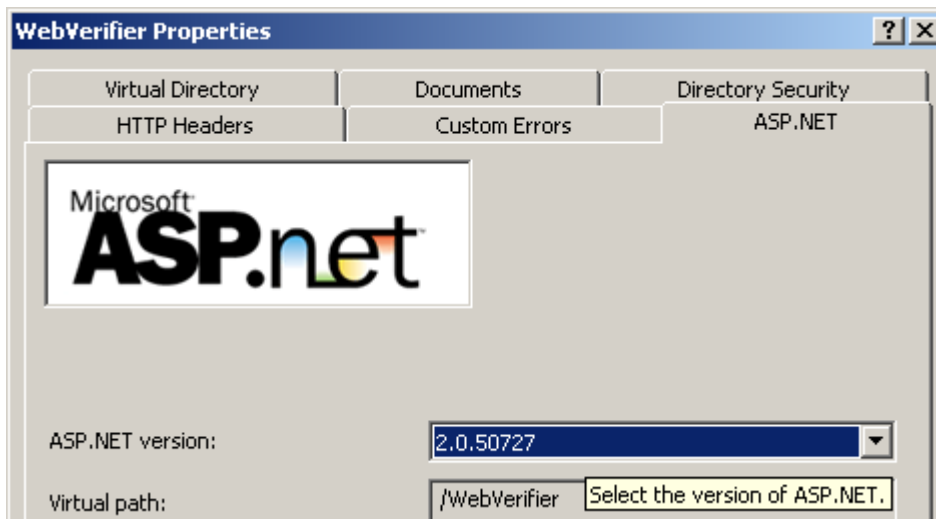 WebVerifier Properties
Virtual Directory Documents Directory Security
HTTP Headers Custom Errors ASP.NET
Microsoft
ASP.net
ASP.NET version: 2.0.50727
Virtual path: /WebVerifier Select the version of ASP.NET.